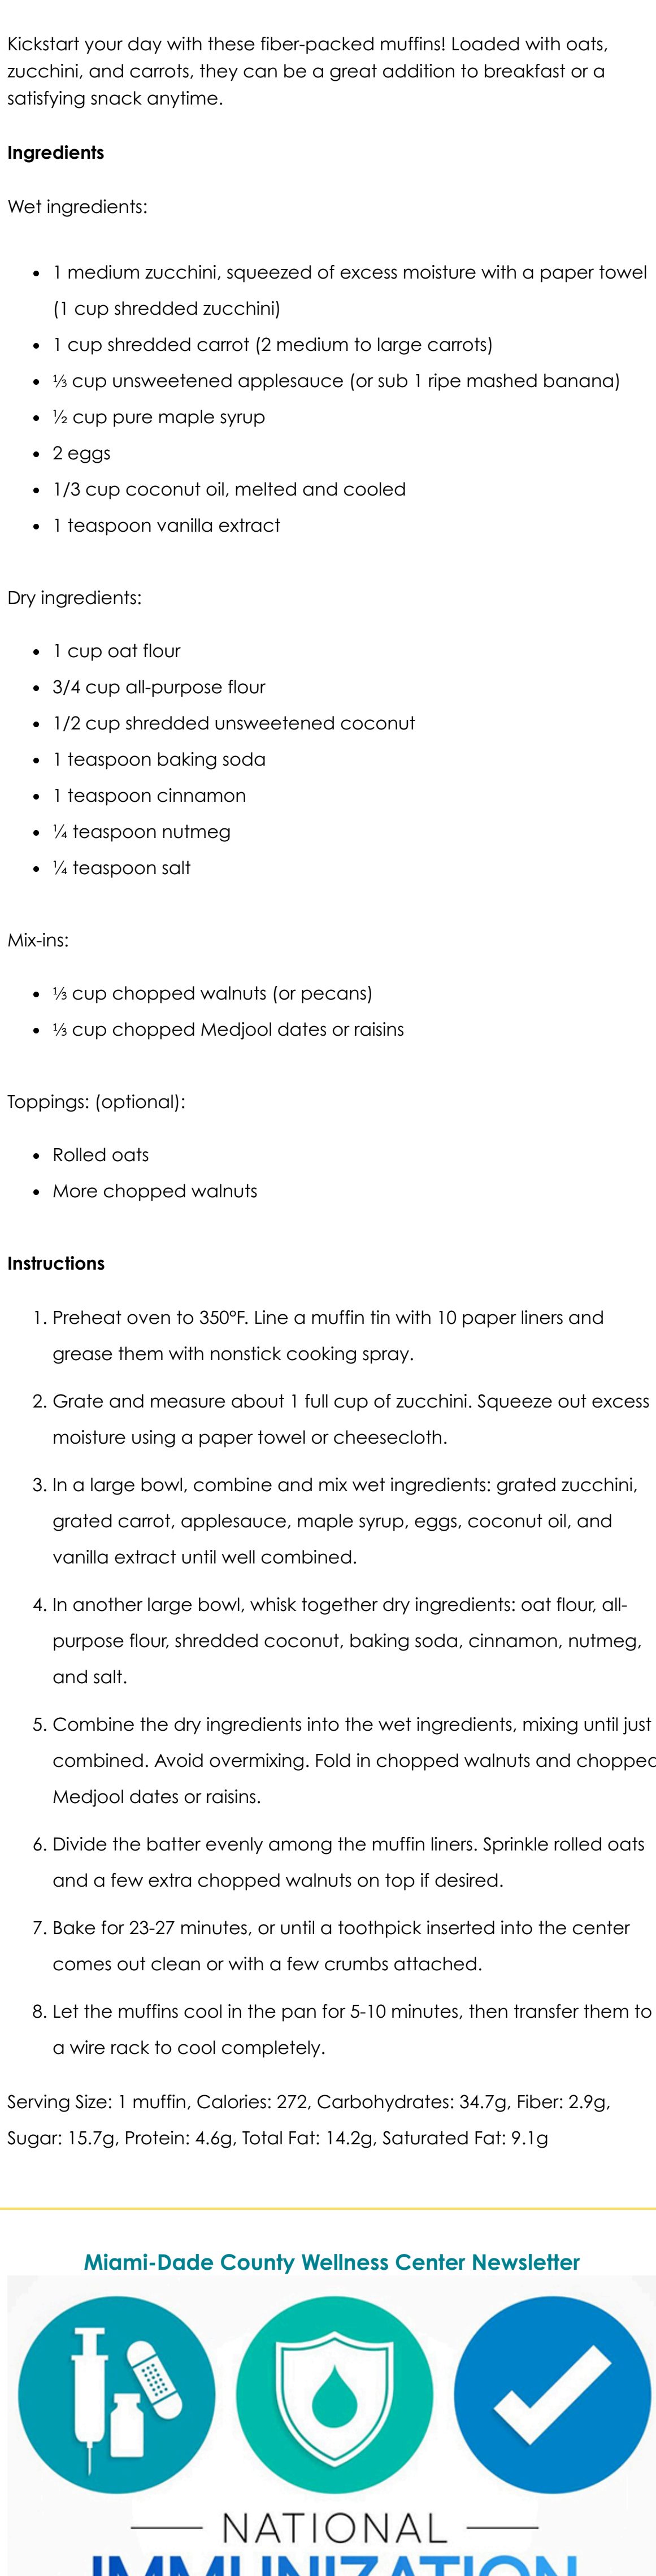 Kickstart your day with these fiber-packed muffins! Loaded with oats,
zucchini, and carrots, they can be a great addition to breakfast or a
satisfying snack anytime.
Ingredients
Wet ingredients:
• 1 medium zucchini, squeezed of excess moisture with a paper towel
(1 cup shredded zucchini)
• 1 cup shredded carrot (2 medium to large carrots)
• ⅓ cup unsweetened applesauce (or sub 1 ripe mashed banana)
• ½ cup pure maple syrup
• 2 eggs
• 1/3 cup coconut oil, melted and cooled
• 1 teaspoon vanilla extract
Dry ingredients:
• 1 cup oat flour
• 3/4 cup all-purpose flour
• 1/2 cup shredded unsweetened coconut
• 1 teaspoon baking soda
• 1 teaspoon cinnamon
• ¼ teaspoon nutmeg
• ¼ teaspoon salt
Mix-ins:
• ⅓ cup chopped walnuts (or pecans)
• ⅓ cup chopped Medjool dates or raisins
Toppings: (optional):
• Rolled oats
• More chopped walnuts
Instructions
1. Preheat oven to 350°F. Line a muffin tin with 10 paper liners and
grease them with nonstick cooking spray.
2. Grate and measure about 1 full cup of zucchini. Squeeze out excess
moisture using a paper towel or cheesecloth.
3. In a large bowl, combine and mix wet ingredients: grated zucchini,
grated carrot, applesauce, maple syrup, eggs, coconut oil, and
vanilla extract until well combined.
4. In another large bowl, whisk together dry ingredients: oat flour, all-
purpose flour, shredded coconut, baking soda, cinnamon, nutmeg,
and salt.
5. Combine the dry ingredients into the wet ingredients, mixing until just
combined. Avoid overmixing. Fold in chopped walnuts and chopped
Medjool dates or raisins.
6. Divide the batter evenly among the muffin liners. Sprinkle rolled oats
and a few extra chopped walnuts on top if desired.
7. Bake for 23-27 minutes, or until a toothpick inserted into the center
comes out clean or with a few crumbs attached.
8. Let the muffins cool in the pan for 5-10 minutes, then transfer them to
a wire rack to cool completely.
Serving Size: 1 muffin, Calories: 272, Carbohydrates: 34.7g, Fiber: 2.9g,
Sugar: 15.7g, Protein: 4.6g, Total Fat: 14.2g, Saturated Fat: 9.1g
Miami-Dade County Wellness Center Newsletter
NATIONAL
IMMUNIZATION